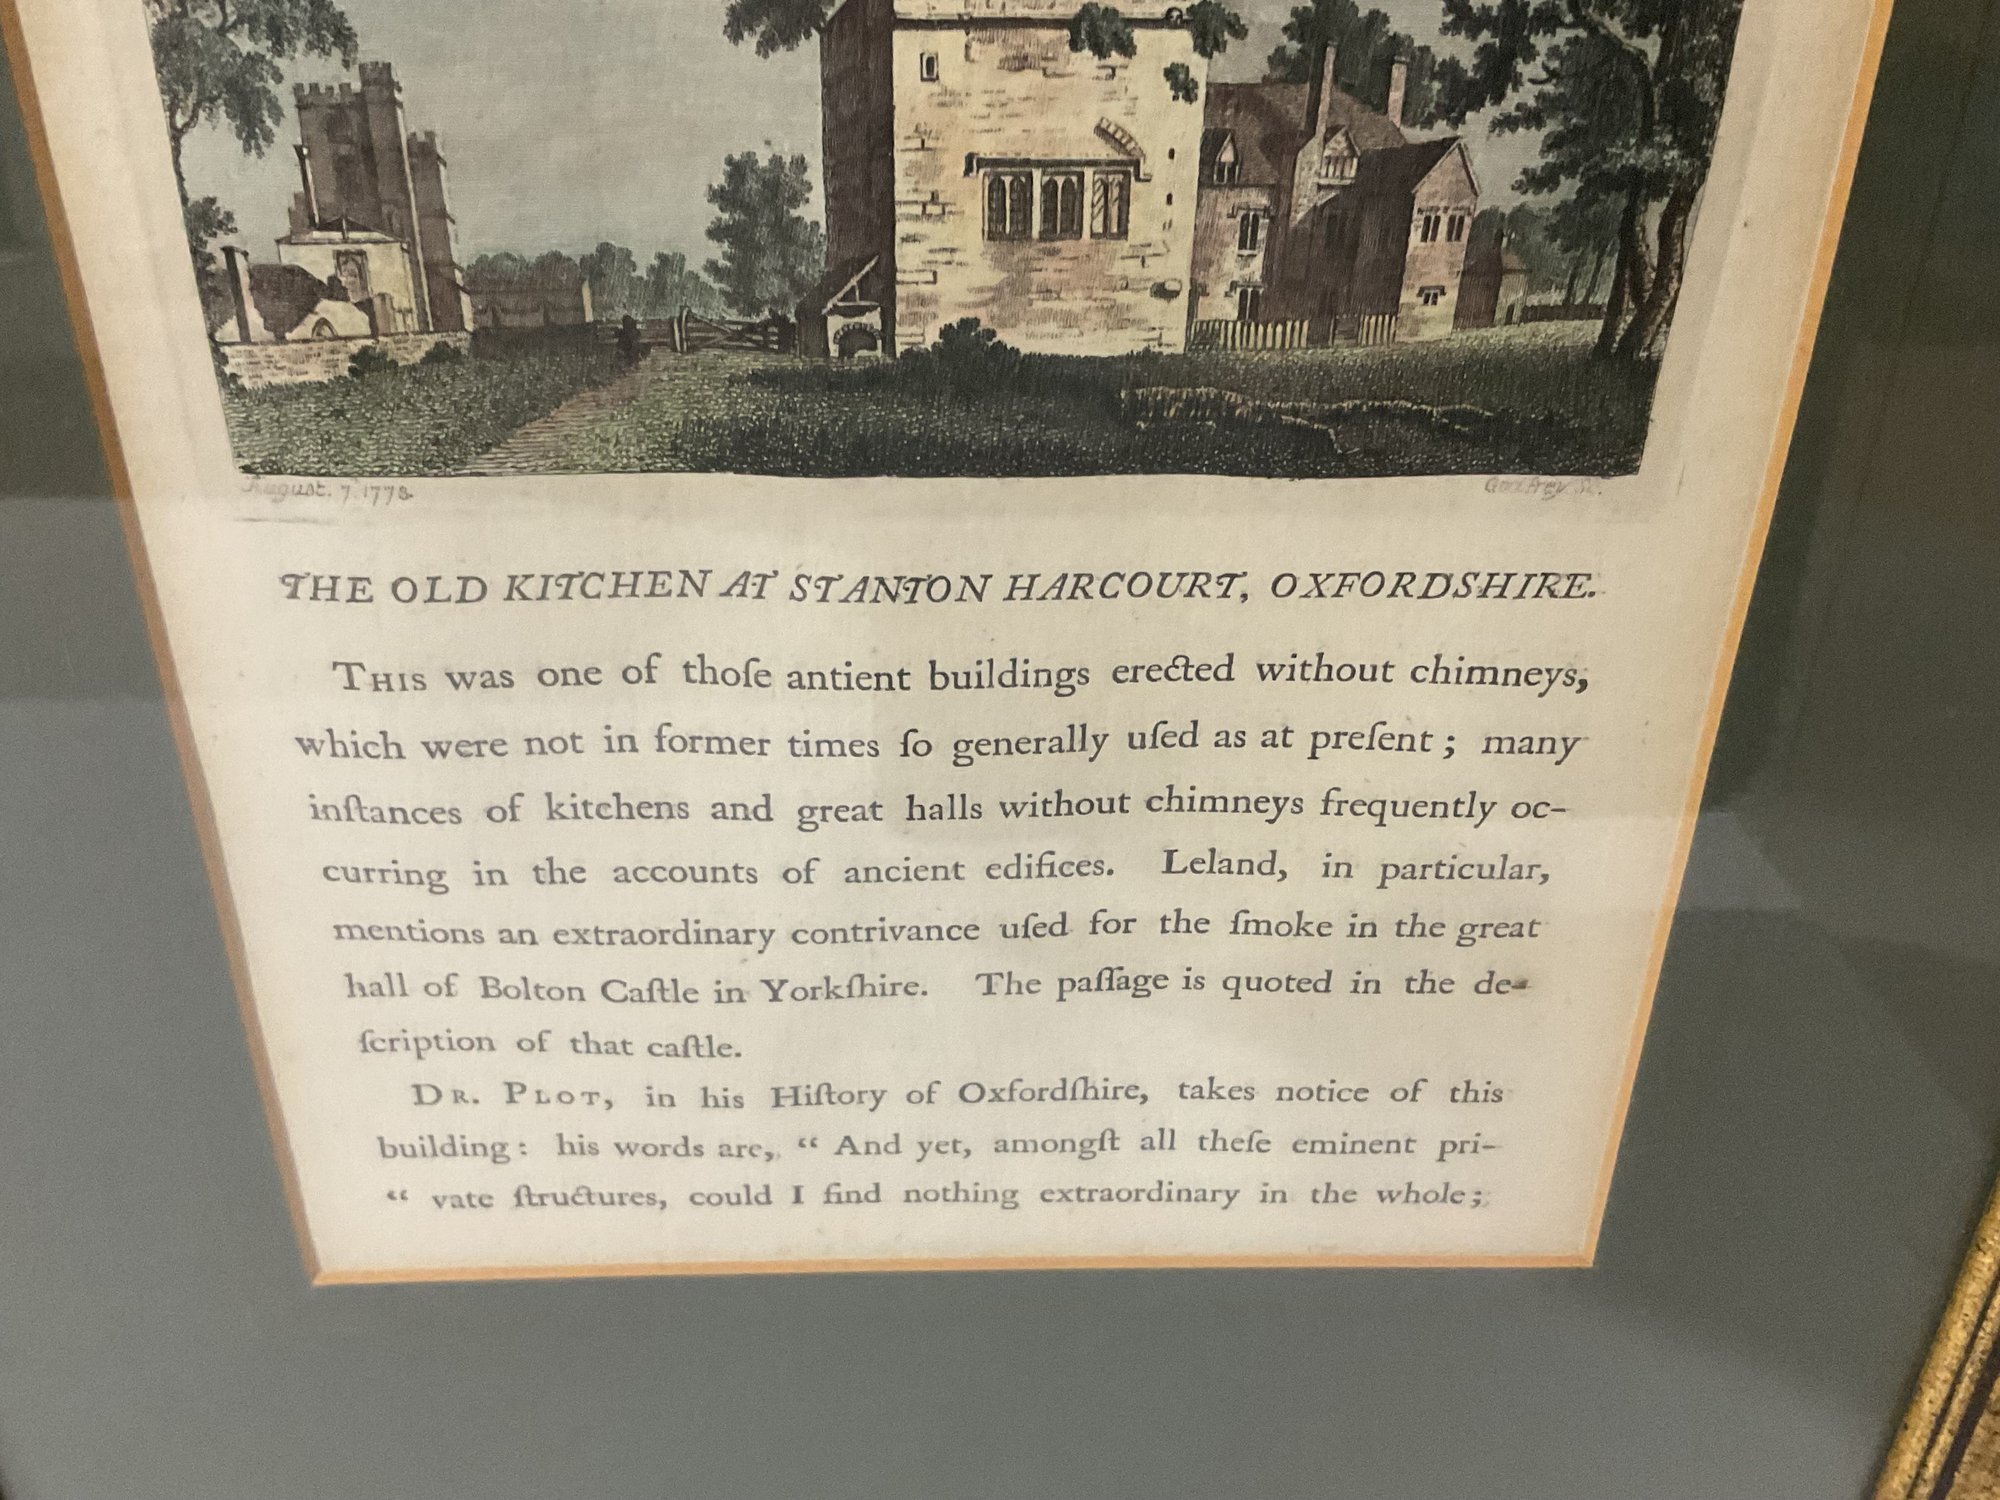 August. 7. 1778.
Godfrey Sc.
THE OLD KITCHEN AT STANTON HARCOURT, OXFORDSHIRE.
THIS was one of thoſe antient buildings erected without chimneys,
which were not in former times ſo generally uſed as at preſent; many
inſtances of kitchens and great halls without chimneys frequently oc-
curring in the accounts of ancient edifices. Leland, in particular,
mentions an extraordinary contrivance uſed for the ſmoke in the great
hall of Bolton Caſtle in Yorkſhire. The paſſage is quoted in the de-
ſcription of that caſtle.
DR. PLOT, in his Hiſtory of Oxfordſhire, takes notice of this
building: his words are, “ And yet, amongſt all theſe eminent pri-
“ vate ſtructures, could I find nothing extraordinary in the whole;